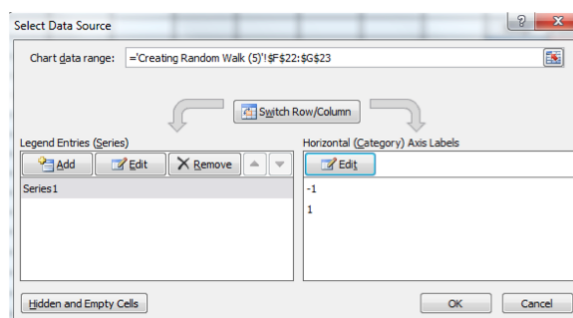 Select Data Source
Chart data range: ='Creating Random Walk (5)'!$F$22:$G$23
Switch Row/Column
Legend Entries (Series)
Horizontal (Category) Axis Labels
Add Edit Remove
Edit
Series1
-1
1
Hidden and Empty Cells
OK Cancel